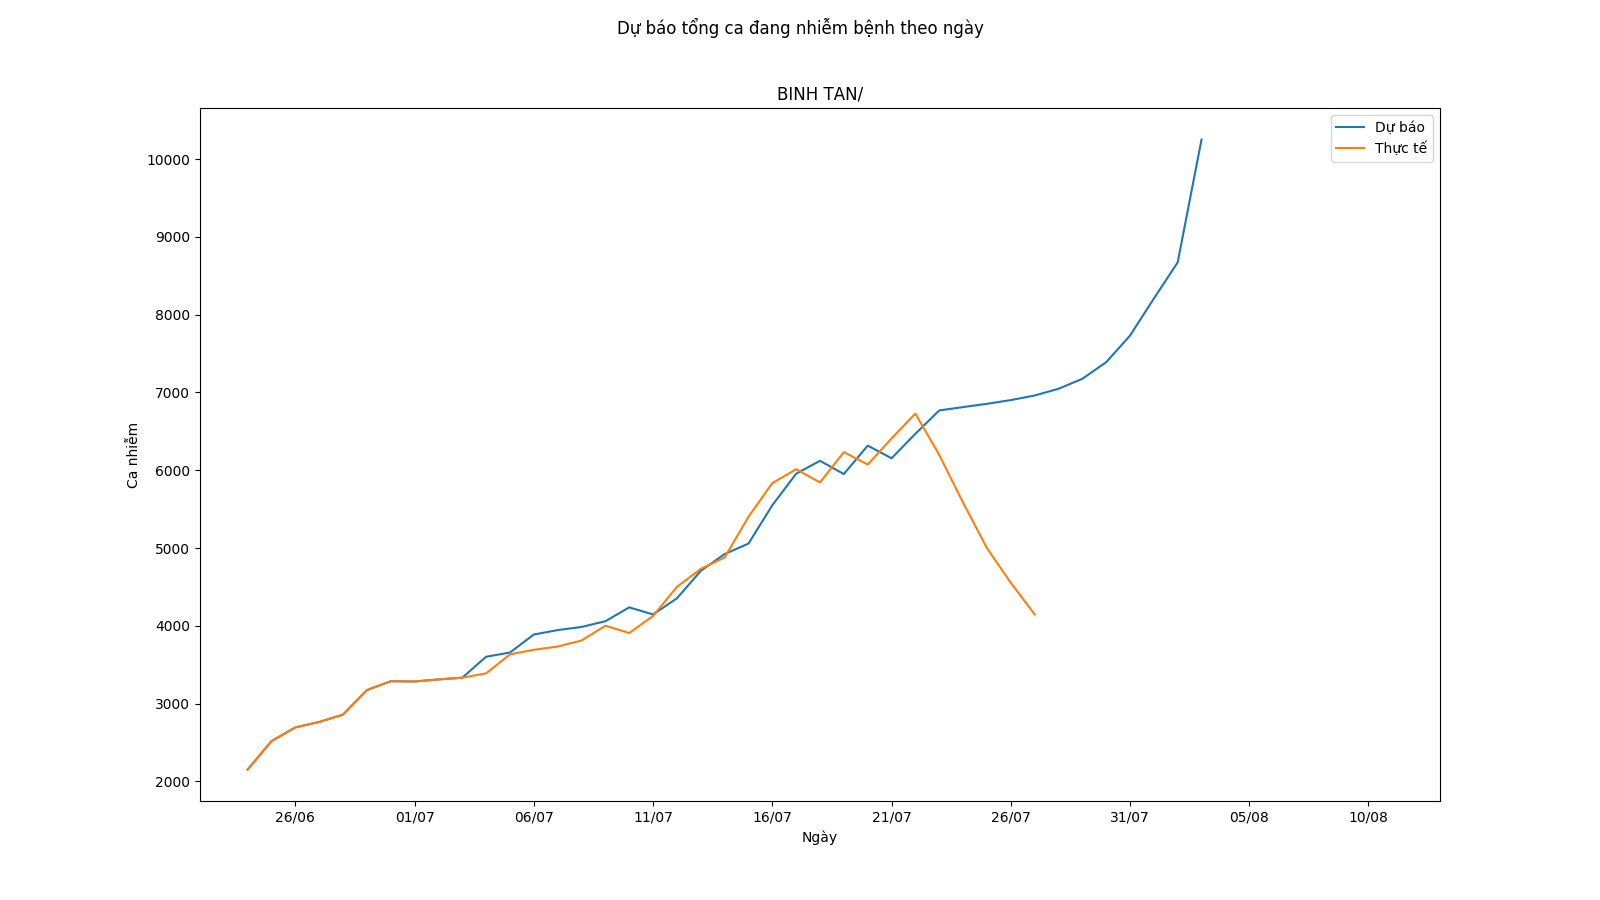 Dự báo tổng ca đang nhiễm bệnh theo ngày
BINH TAN/
Dự báo
Thực tế
10000
9000
8000
7000
6000
5000
4000
3000
2000
Ca nhiễm
26/06 01/07 06/07 11/07 16/07 21/07 26/07 31/07 05/08 10/08
Ngày